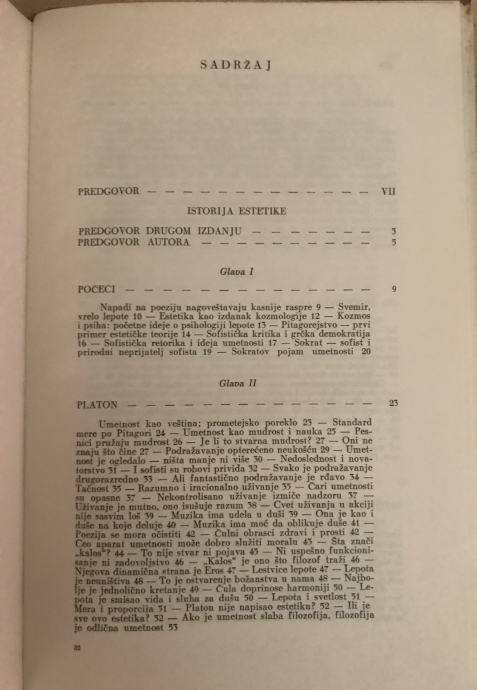 SADRŽAJ
PREDGOVOR — — — — — — — — — — — — — VII
ISTORIJA ESTETIKE
PREDGOVOR DRUGOM IZDANJU — — — — — — — 3
PREDGOVOR AUTORA — — — — — — — — — — 5
Glava I
POČECI — — — — — — — — — — — — — — 9
Napadi na poeziju nagoveštavaju kasnije raspre 9 — Svemir,
vrelo lepote 10 — Estetika kao izdanak kozmologije 12 — Kozmos
i psiha: početne ideje o psihologiji lepote 13 — Pitagorejstvo — prvi
primer estetičke teorije 14 — Sofistička kritika i grčka demokratija
16 — Sofistička retorika i ideja umetnosti 17 — Sokrat — sofist i
prirodni neprijatelj sofista 19 — Sokratov pojam umetnosti 20
Glava II
PLATON — — — — — — — — — — — — — — 23
Umetnost kao veština; prometejsko poreklo 23 — Standard
mere po Pitagori 24 — Umetnost kao mudrost i nauka 25 — Pes-
nici pružaju mudrost 26 — Je li to stvarna mudrost? 27 — Oni ne
znaju što čine 27 — Podražavanje opterećeno neukošću 29 — Umet-
nost je ogledalo — ništa manje ni više 30 — Nedoslednost i nova-
torstvo 31 — I sofisti su robovi privida 32 — Svako je podražavanje
drugorazredno 33 — Ali fantastično podražavanje je rđavo 34 —
Tačnost 35 — Razumno i iracionalno uživanje 35 — Čari umetnosti
su opasne 37 — Nekontrolisano uživanje izmiče nadzoru 37 —
Uživanje je mutno, ono isušuje razum 38 — Cvet uživanja u akciji
nije sasvim loš 39 — Muzika ima udela u duši 39 — Ona je kao i
duše na koje deluje 40 — Muzika ima moć da oblikuje duše 41 —
Poezija se mora očistiti 42 — Čulni obrasci zdravi i prosti 42 —
Ceo aparat umetnosti može dobro služiti moralu 43 — Šta znači
„kalos“? 44 — To nije stvar ni pojava 45 — Ni uspešno funkcioni-
sanje ni zadovoljstvo 46 — „Kalos“ je ono što filozof traži 46 —
Njegova dinamična strana je Eros 47 — Lestvice lepote 47 — Lepota
je neuništiva 48 — To je ostvarenje božanstva u nama 48 — Najbo-
lje je jednolično kretanje 49 — Čula doprinose harmoniji 50 — Le-
pota je smisao vida i sluha za dušu 50 — Lepota i svetlost 51 —
Mera i proporcija 51 — Platon nije napisao estetiku? 52 — Ili je
sve ovo estetika? 52 — Ako je umetnost slaba filozofija, filozofija
je odlična umetnost 53